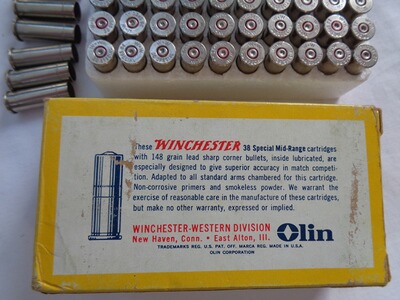 These WINCHESTER 38 Special Mid-Range cartridges
with 148 grain lead sharp corner bullets, inside lubricated, are
especially designed to give superior accuracy in match competi-
tion. Adapted to all standard arms chambered for this cartridge.
Non-corrosive primers and smokeless powder. We warrant the
exercise of reasonable care in the manufacture of these cartridges,
but make no other warranty, expressed or implied.
WINCHESTER-WESTERN DIVISION
New Haven, Conn. • East Alton, Ill.
Olin
TRADEMARKS REG. U.S. PAT. OFF. MARCA REG. MADE IN U.S.A.
OLIN CORPORATION